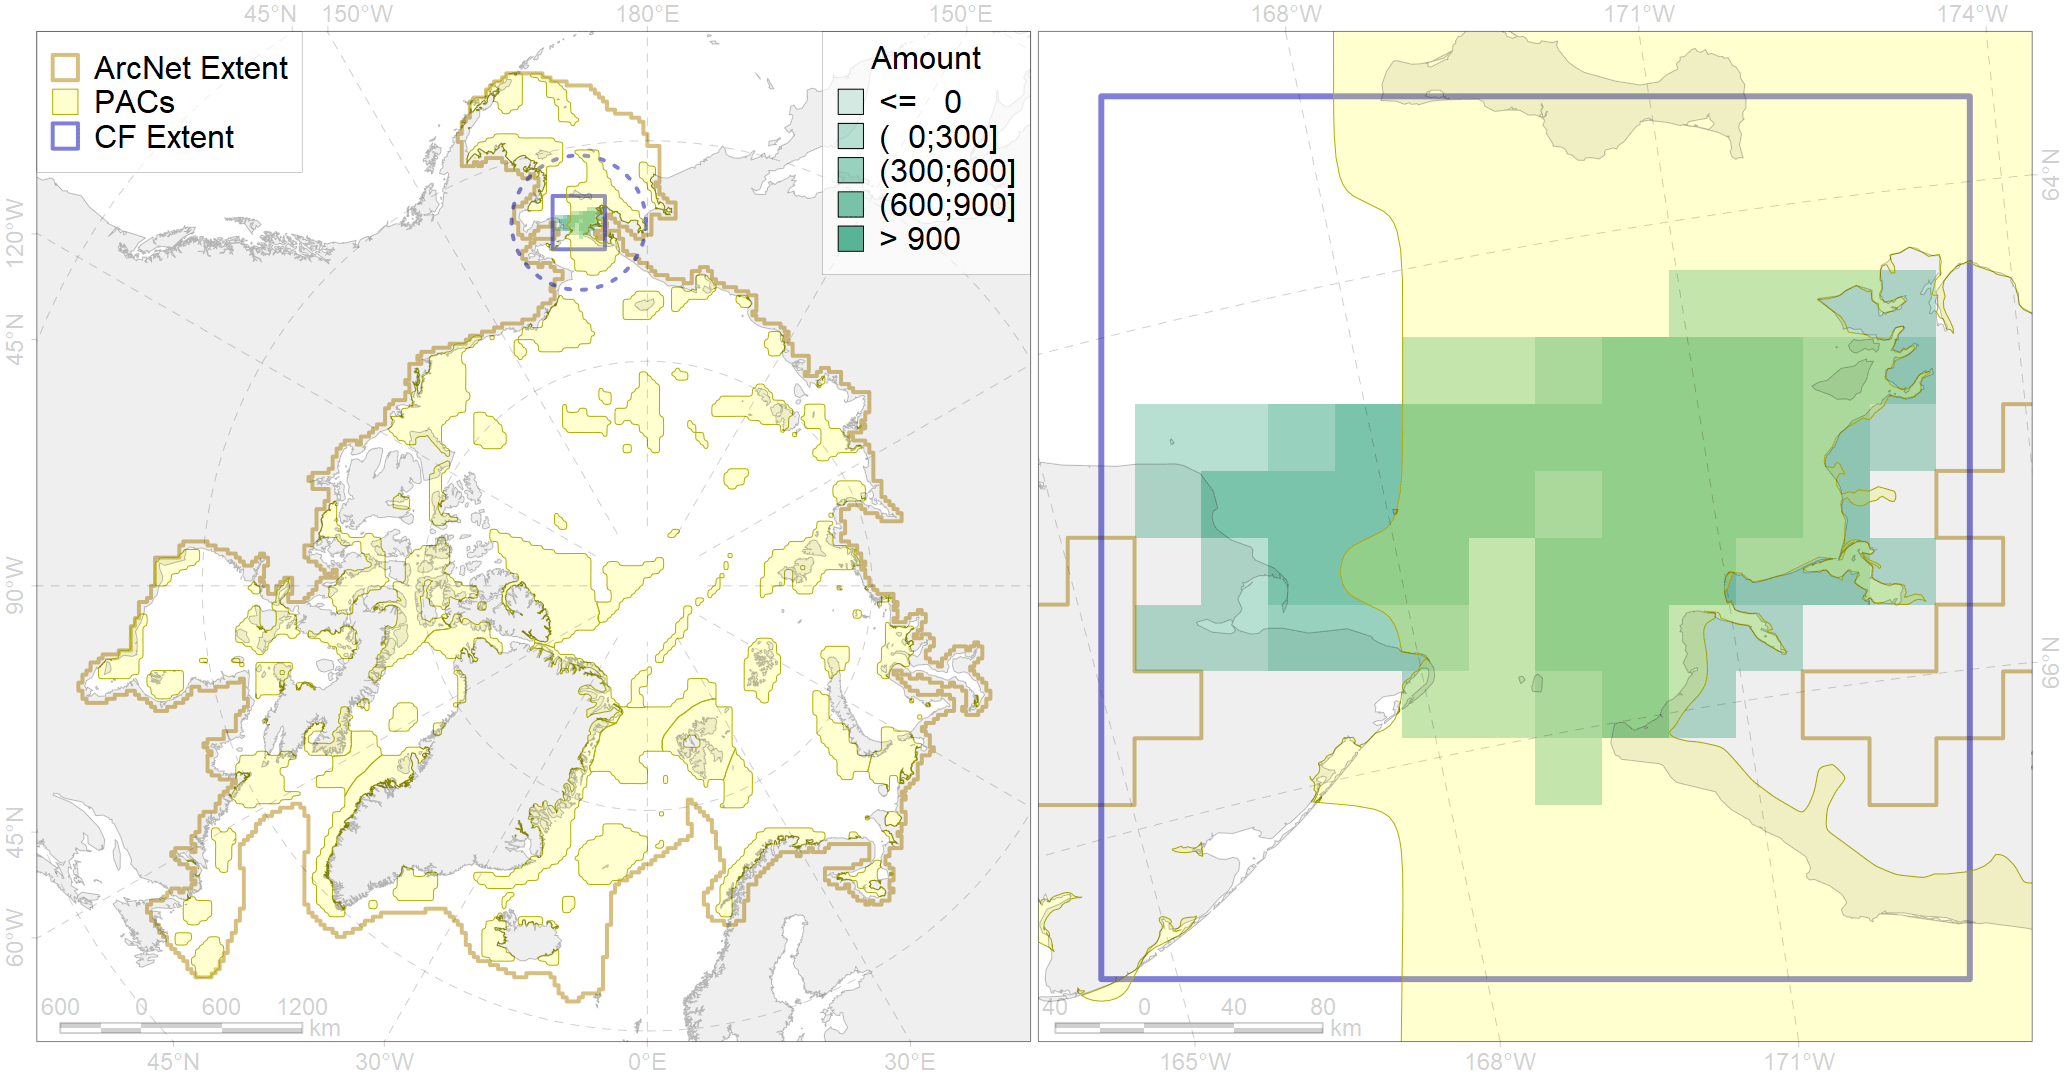 45°N 150°W 180°E 150°E 168°W 171°W 174°W
ArcNet Extent
PACs
CF Extent
Amount
<= 0
( 0;300]
(300;600]
(600;900]
> 900
120°W
45°N
90°W
45°N
60°W
64°N
66°N
600 0 600 1200
km
40 0 40 80
km
45°N 30°W 0°E 30°E 165°W 168°W 171°W